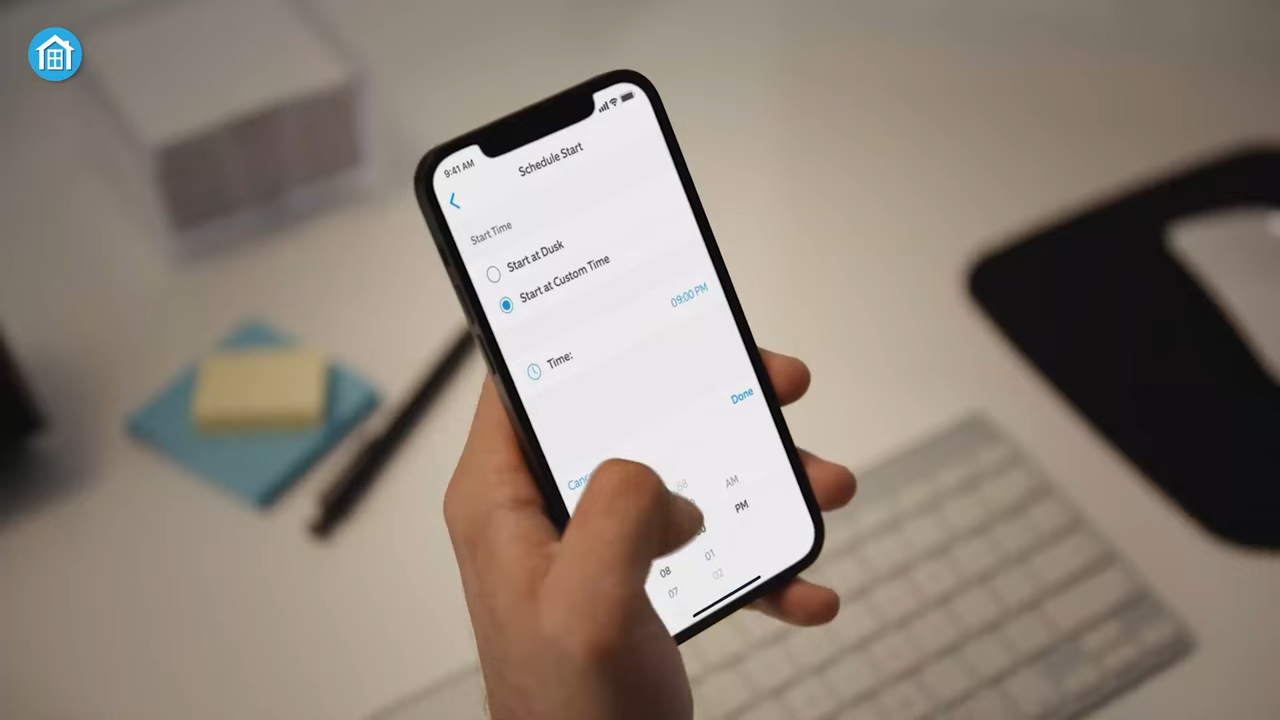 9:41 AM
Schedule Start
Start Time
Start at Dusk
Start at Custom Time
09:00 PM
Time:
Done
AM
PM
08 01
07 02